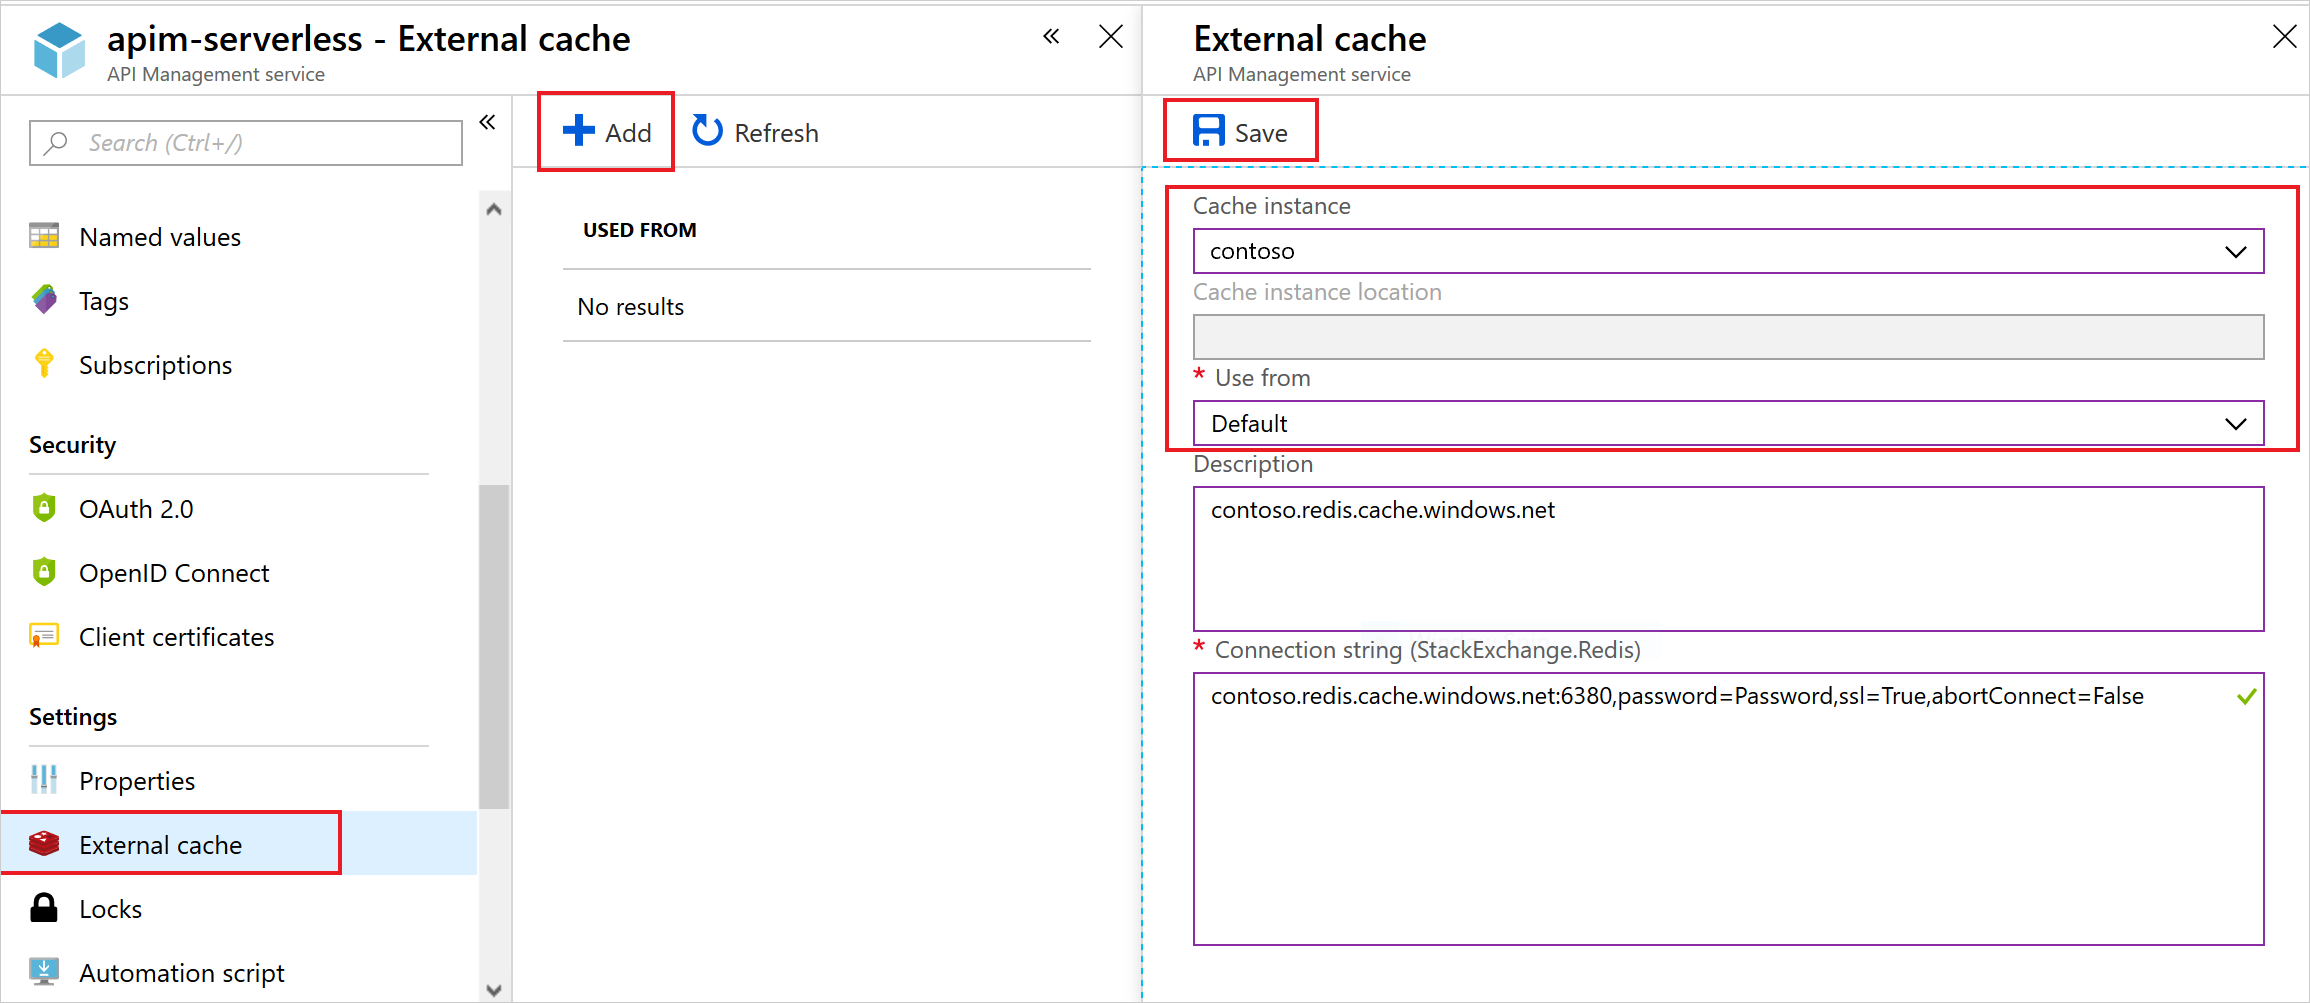 apim-serverless - External cache
API Management service
Search (Ctrl+/)
Named values
Tags
Subscriptions
Security
OAuth 2.0
OpenID Connect
Client certificates
Settings
Properties
External cache
Locks
Automation script
Add
Refresh
USED FROM
No results
External cache
API Management service
Save
Cache instance
contoso
Cache instance location
* Use from
Default
Description
contoso.redis.cache.windows.net
* Connection string (StackExchange.Redis)
contoso.redis.cache.windows.net:6380,password=Password,ssl=True,abortConnect=False